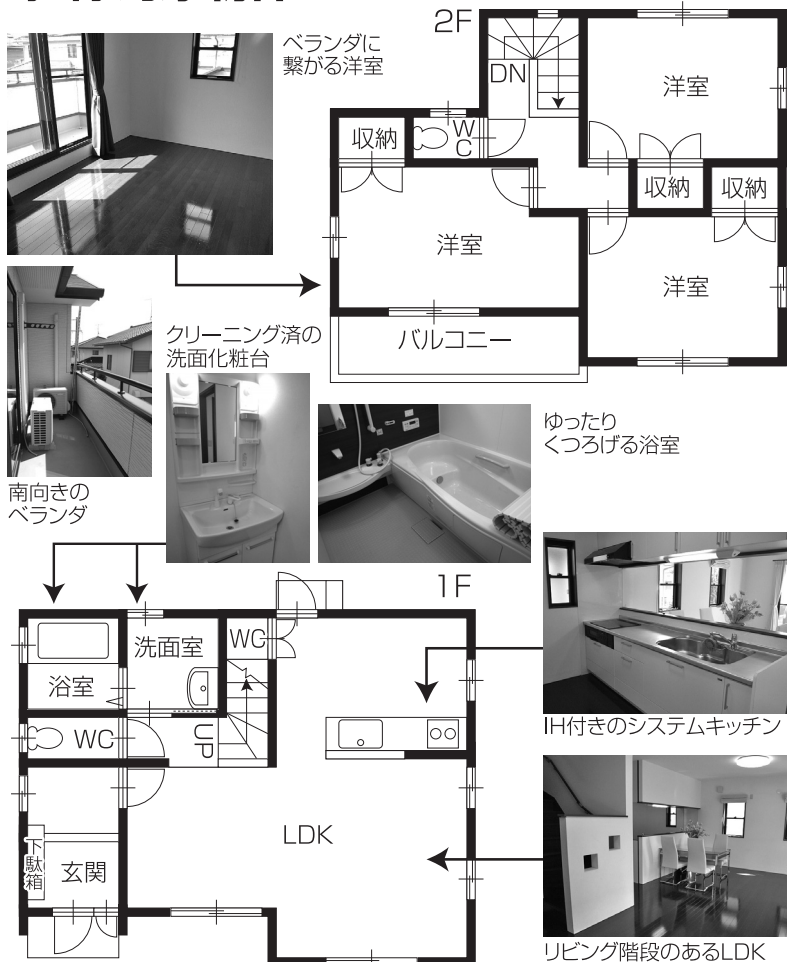 ベランダに
繋がる洋室
2F
DN
洋室
収納
WC
収納
収納
洋室
洋室
バルコニー
クリーニング済の
洗面化粧台
南向きの
ベランダ
ゆったり
くつろげる浴室
1F
洗面室
WC
浴室
WC
UP
IH付きのシステムキッチン
LDK
下駄箱
玄関
リビング階段のあるLDK